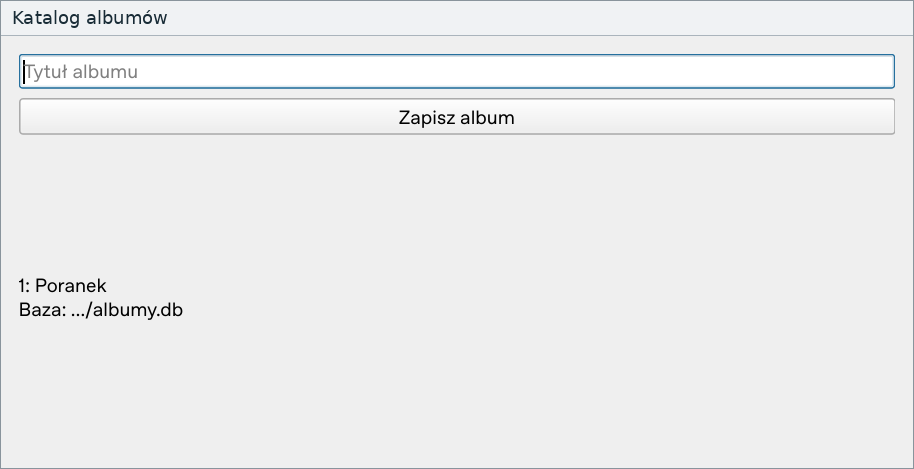 Katalog albumów
Tytuł albumu
Zapisz album
1: Poranek
Baza: .../albumy.db